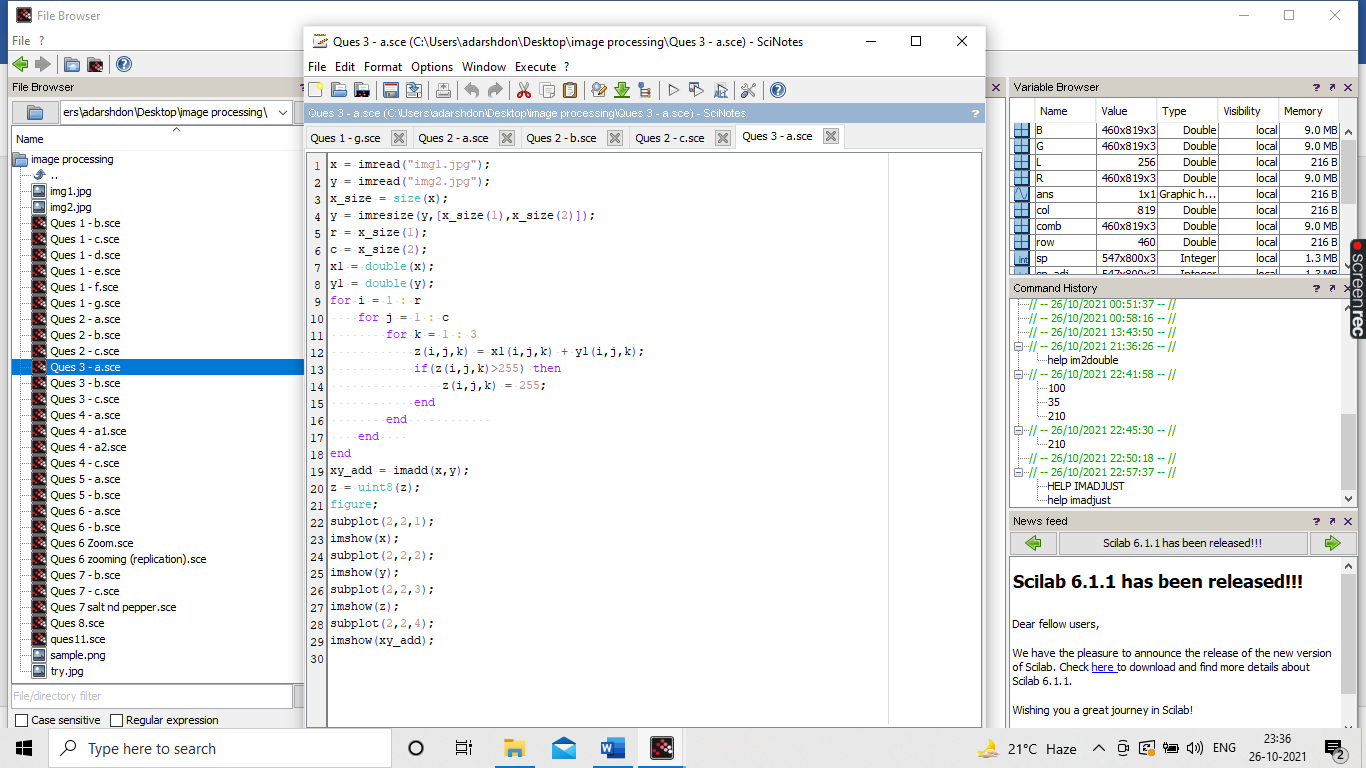 File Browser
File ?
File Browser
?
ers\adarshdon\Desktop\image processing\
Name
image processing
..
img1.jpg
img2.jpg
Ques 1 - b.sce
Ques 1 - c.sce
Ques 1 - d.sce
Ques 1 - e.sce
Ques 1 - f.sce
Ques 1 - g.sce
Ques 2 - a.sce
Ques 2 - b.sce
Ques 2 - c.sce
Ques 3 - a.sce
Ques 3 - b.sce
Ques 3 - c.sce
Ques 4 - a.sce
Ques 4 - a1.sce
Ques 4 - a2.sce
Ques 4 - c.sce
Ques 5 - a.sce
Ques 5 - b.sce
Ques 6 - a.sce
Ques 6 - b.sce
Ques 6 Zoom.sce
Ques 6 zooming (replication).sce
Ques 7 - b.sce
Ques 7 - c.sce
Ques 7 salt nd pepper.sce
Ques 8.sce
ques11.sce
sample.png
try.jpg
File/directory filter
Case sensitive Regular expression
Ques 3 - a.sce (C:\Users\adarshdon\Desktop\image processing\Ques 3 - a.sce) - SciNotes
File Edit Format Options Window Execute ?
Ques 3 - a.sce (C:\Users\adarshdon\Desktop\image processing\Ques 3 - a.sce) - SciNotes ?
Ques 1 - g.sce Ques 2 - a.sce Ques 2 - b.sce Ques 2 - c.sce Ques 3 - a.sce
1 x = imread("img1.jpg");
2 y = imread("img2.jpg");
3 x_size = size(x);
4 y = imresize(y,[x_size(1),x_size(2)]);
5 r = x_size(1);
6 c = x_size(2);
7 x1 = double(x);
8 y1 = double(y);
9 for i = 1 : r
10 for j = 1 : c
11 for k = 1 : 3
12 z(i,j,k) = x1(i,j,k) + y1(i,j,k);
13 if(z(i,j,k)>255) then
14 z(i,j,k) = 255;
15 end
16 end
17 end
18 end
19 xy_add = imadd(x,y);
20 z = uint8(z);
21 figure;
22 subplot(2,2,1);
23 imshow(x);
24 subplot(2,2,2);
25 imshow(y);
26 subplot(2,2,3);
27 imshow(z);
28 subplot(2,2,4);
29 imshow(xy_add);
30
Variable Browser ?
Name Value Type Visibility Memory
B 460x819x3 Double local 9.0 MB
G 460x819x3 Double local 9.0 MB
L 256 Double local 216 B
R 460x819x3 Double local 9.0 MB
ans 1x1 Graphic h... local 216 B
col 819 Double local 216 B
comb 460x819x3 Double local 9.0 MB
row 460 Double local 216 B
int sp 547x800x3 Integer local 1.3 MB
sp_adj 547x800x3 Integer local 1.3 MB
Command History ?
// -- 26/10/2021 00:51:37 -- //
// -- 26/10/2021 00:58:16 -- //
// -- 26/10/2021 13:43:50 -- //
// -- 26/10/2021 21:36:26 -- //
help im2double
// -- 26/10/2021 22:41:58 -- //
100
35
210
// -- 26/10/2021 22:45:30 -- //
210
// -- 26/10/2021 22:50:18 -- //
// -- 26/10/2021 22:57:37 -- //
HELP IMADJUST
help imadjust
News feed ?
Scilab 6.1.1 has been released!!!
Scilab 6.1.1 has been released!!!
Dear fellow users,
We have the pleasure to announce the release of the new version
of Scilab. Check here to download and find more details about
Scilab 6.1.1.
Wishing you a great journey in Scilab!
screenrec
Type here to search
21°C Haze
ENG
23:36
26-10-2021
2